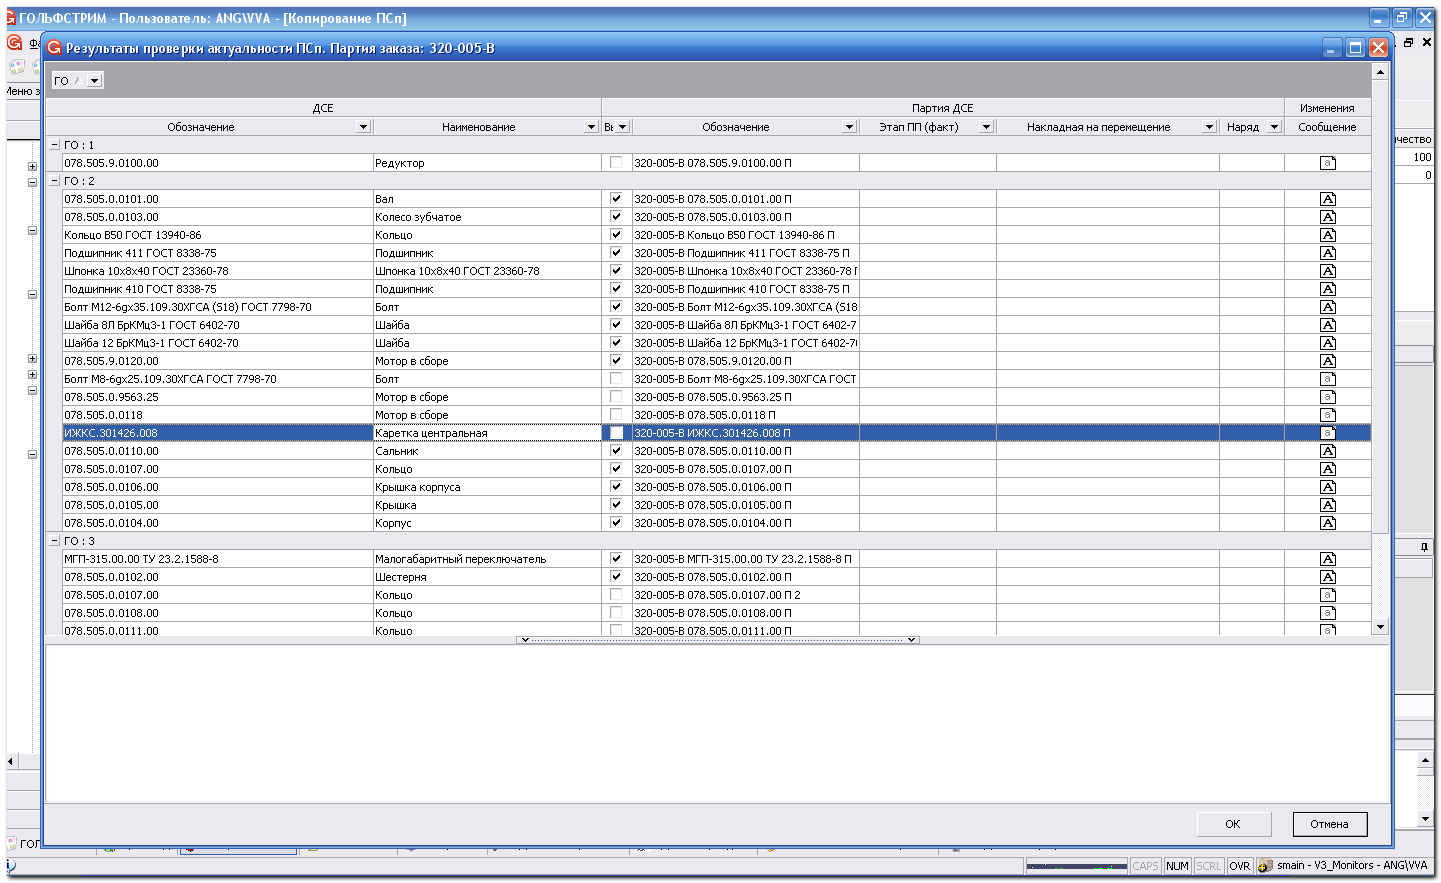 ГОЛЬФСТРИМ - Пользователь: ANG\VVA - [Копирование ПСп]
Результаты проверки актуальности ПСп. Партия заказа: 320-005-В
ГО
ДСЕ Партия ДСЕ Изменения
Обозначение Наименование Вы Обозначение Этап ПП (факт) Накладная на перемещение Наряд Сообщение
ГО : 1
078.505.9.0100.00 Редуктор 320-005-В 078.505.9.0100.00 П
ГО : 2
078.505.0.0101.00 Вал 320-005-В 078.505.0.0101.00 П
078.505.0.0103.00 Колесо зубчатое 320-005-В 078.505.0.0103.00 П
Кольцо В50 ГОСТ 13940-86 Кольцо 320-005-В Кольцо В50 ГОСТ 13940-86 П
Подшипник 411 ГОСТ 8338-75 Подшипник 320-005-В Подшипник 411 ГОСТ 8338-75 П
Шпонка 10х8х40 ГОСТ 23360-78 Шпонка 10х8х40 ГОСТ 23360-78 320-005-В Шпонка 10х8х40 ГОСТ 23360-78
Подшипник 410 ГОСТ 8338-75 Подшипник 320-005-В Подшипник 410 ГОСТ 8338-75 П
Болт М12-6gх35.109.30ХГСА (S18) ГОСТ 7798-70 Болт 320-005-В Болт М12-6gх35.109.30ХГСА (S18
Шайба 8Л БрКМц3-1 ГОСТ 6402-70 Шайба 320-005-В Шайба 8Л БрКМц3-1 ГОСТ 6402-7
Шайба 12 БрКМц3-1 ГОСТ 6402-70 Шайба 320-005-В Шайба 12 БрКМц3-1 ГОСТ 6402-7
078.505.9.0120.00 Мотор в сборе 320-005-В 078.505.9.0120.00 П
Болт М8-6gх25.109.30ХГСА ГОСТ 7798-70 Болт 320-005-В Болт М8-6gх25.109.30ХГСА ГОСТ
078.505.0.9563.25 Мотор в сборе 320-005-В 078.505.0.9563.25 П
078.505.0.0118 Мотор в сборе 320-005-В 078.505.0.0118 П
ИЖКС.301426.008 Каретка центральная 320-005-В ИЖКС.301426.008 П
078.505.0.0110.00 Сальник 320-005-В 078.505.0.0110.00 П
078.505.0.0107.00 Кольцо 320-005-В 078.505.0.0107.00 П
078.505.0.0106.00 Крышка корпуса 320-005-В 078.505.0.0106.00 П
078.505.0.0105.00 Крышка 320-005-В 078.505.0.0105.00 П
078.505.0.0104.00 Корпус 320-005-В 078.505.0.0104.00 П
ГО : 3
МГП-315.00.00 ТУ 23.2.1588-8 Малогабаритный переключатель 320-005-В МГП-315.00.00 ТУ 23.2.1588-8 П
078.505.0.0102.00 Шестерня 320-005-В 078.505.0.0102.00 П
078.505.0.0107.00 Кольцо 320-005-В 078.505.0.0107.00 П 2
078.505.0.0108.00 Кольцо 320-005-В 078.505.0.0108.00 П
078.505.0.0111.00 Кольцо 320-005-В 078.505.0.0111.00 П
100
0
OK Отмена
CAPS NUM SCRL OVR smain - V3_Monitors - ANG\VVA